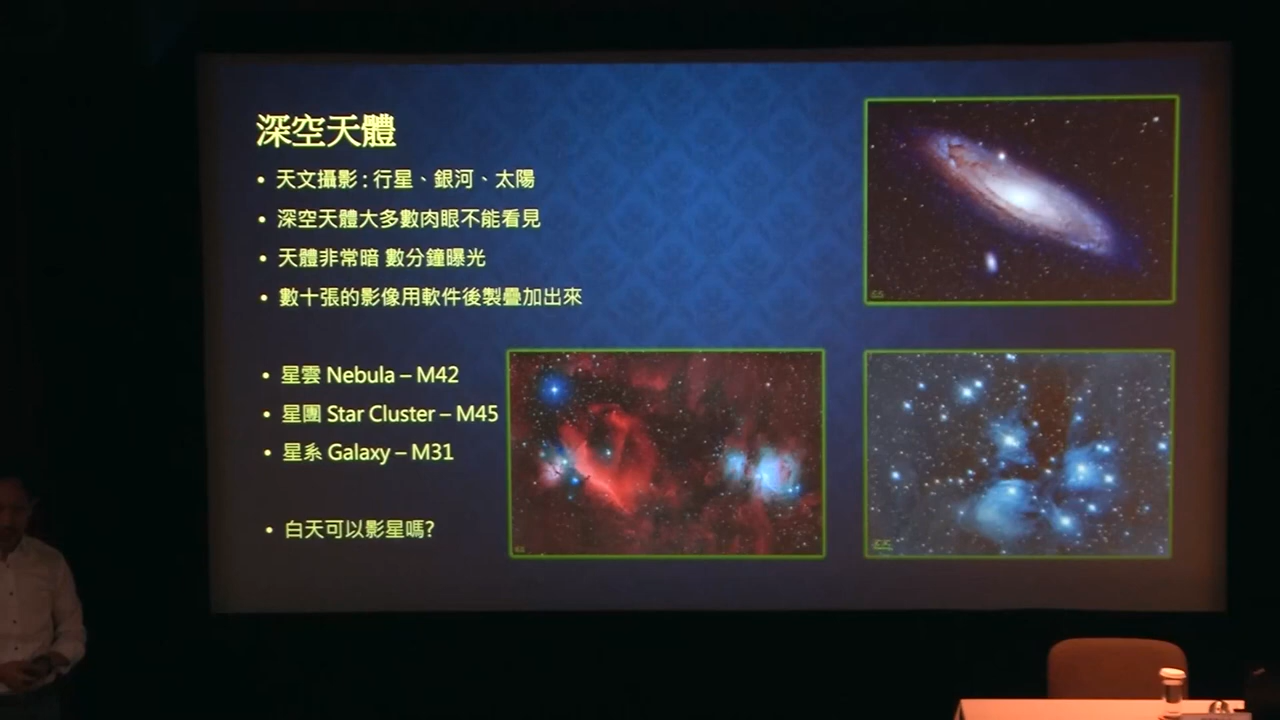 深空天體
• 天文攝影 : 行星、銀河、太陽
• 深空天體大多數肉眼不能看見
• 天體非常暗 數分鐘曝光
• 數十張的影像用軟件後製疊加出來
• 星雲 Nebula – M42
• 星團 Star Cluster – M45
• 星系 Galaxy – M31
• 白天可以影星嗎?